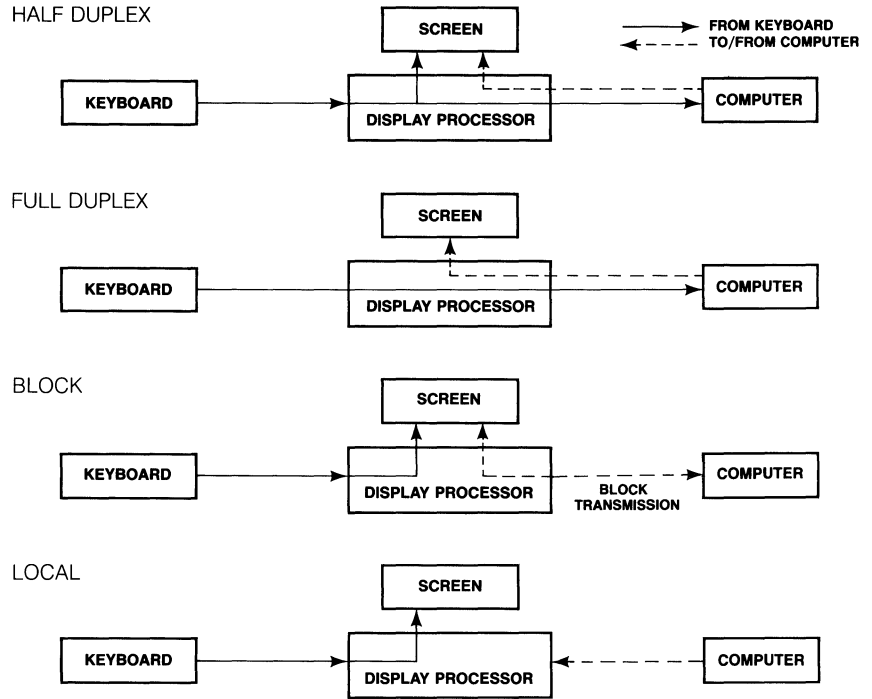 HALF DUPLEX
SCREEN
FROM KEYBOARD
TO/FROM COMPUTER
KEYBOARD
DISPLAY PROCESSOR
COMPUTER
FULL DUPLEX
SCREEN
KEYBOARD
DISPLAY PROCESSOR
COMPUTER
BLOCK
SCREEN
KEYBOARD
DISPLAY PROCESSOR
BLOCK
TRANSMISSION
COMPUTER
LOCAL
SCREEN
KEYBOARD
DISPLAY PROCESSOR
COMPUTER